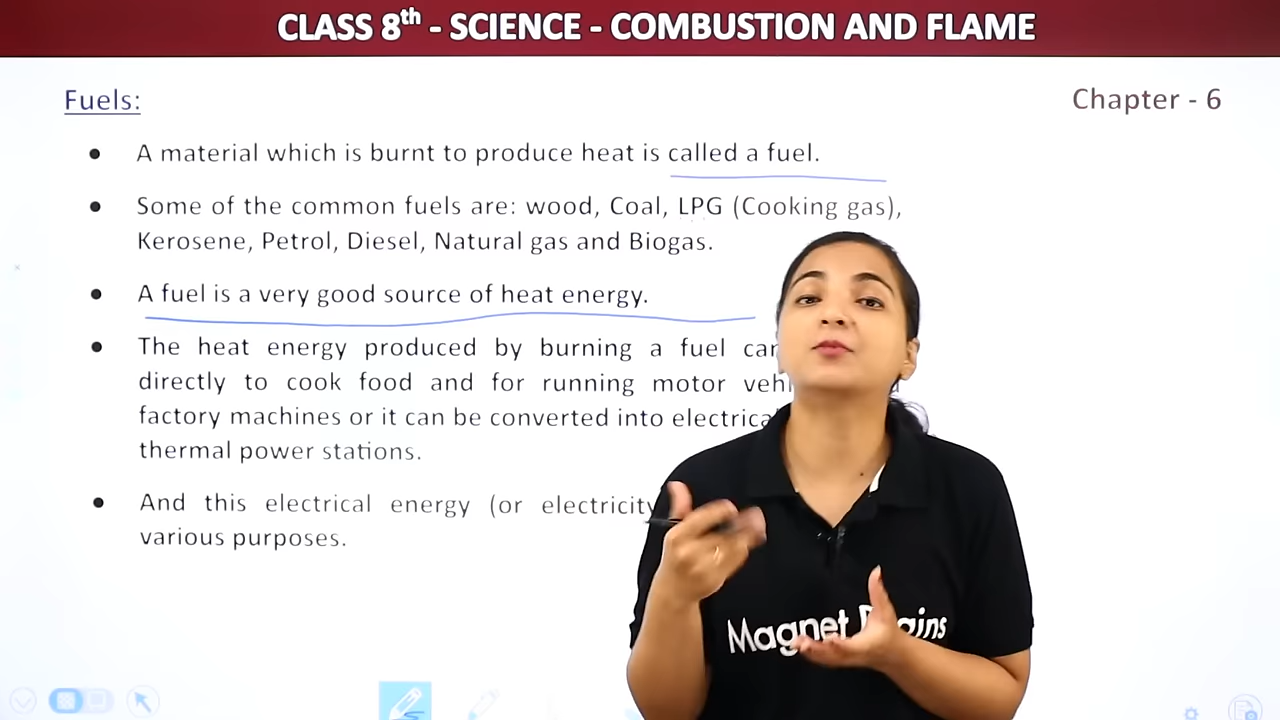 CLASS 8th - SCIENCE - COMBUSTION AND FLAME
Fuels:
Chapter - 6
● A material which is burnt to produce heat is called a fuel.
● Some of the common fuels are: wood, Coal, LPG (Cooking gas),
Kerosene, Petrol, Diesel, Natural gas and Biogas.
● A fuel is a very good source of heat energy.
● The heat energy produced by burning a fuel can
directly to cook food and for running motor
factory machines or it can be converted into
thermal power stations.
● And this electrical energy (or electricity
various purposes.
Magnet